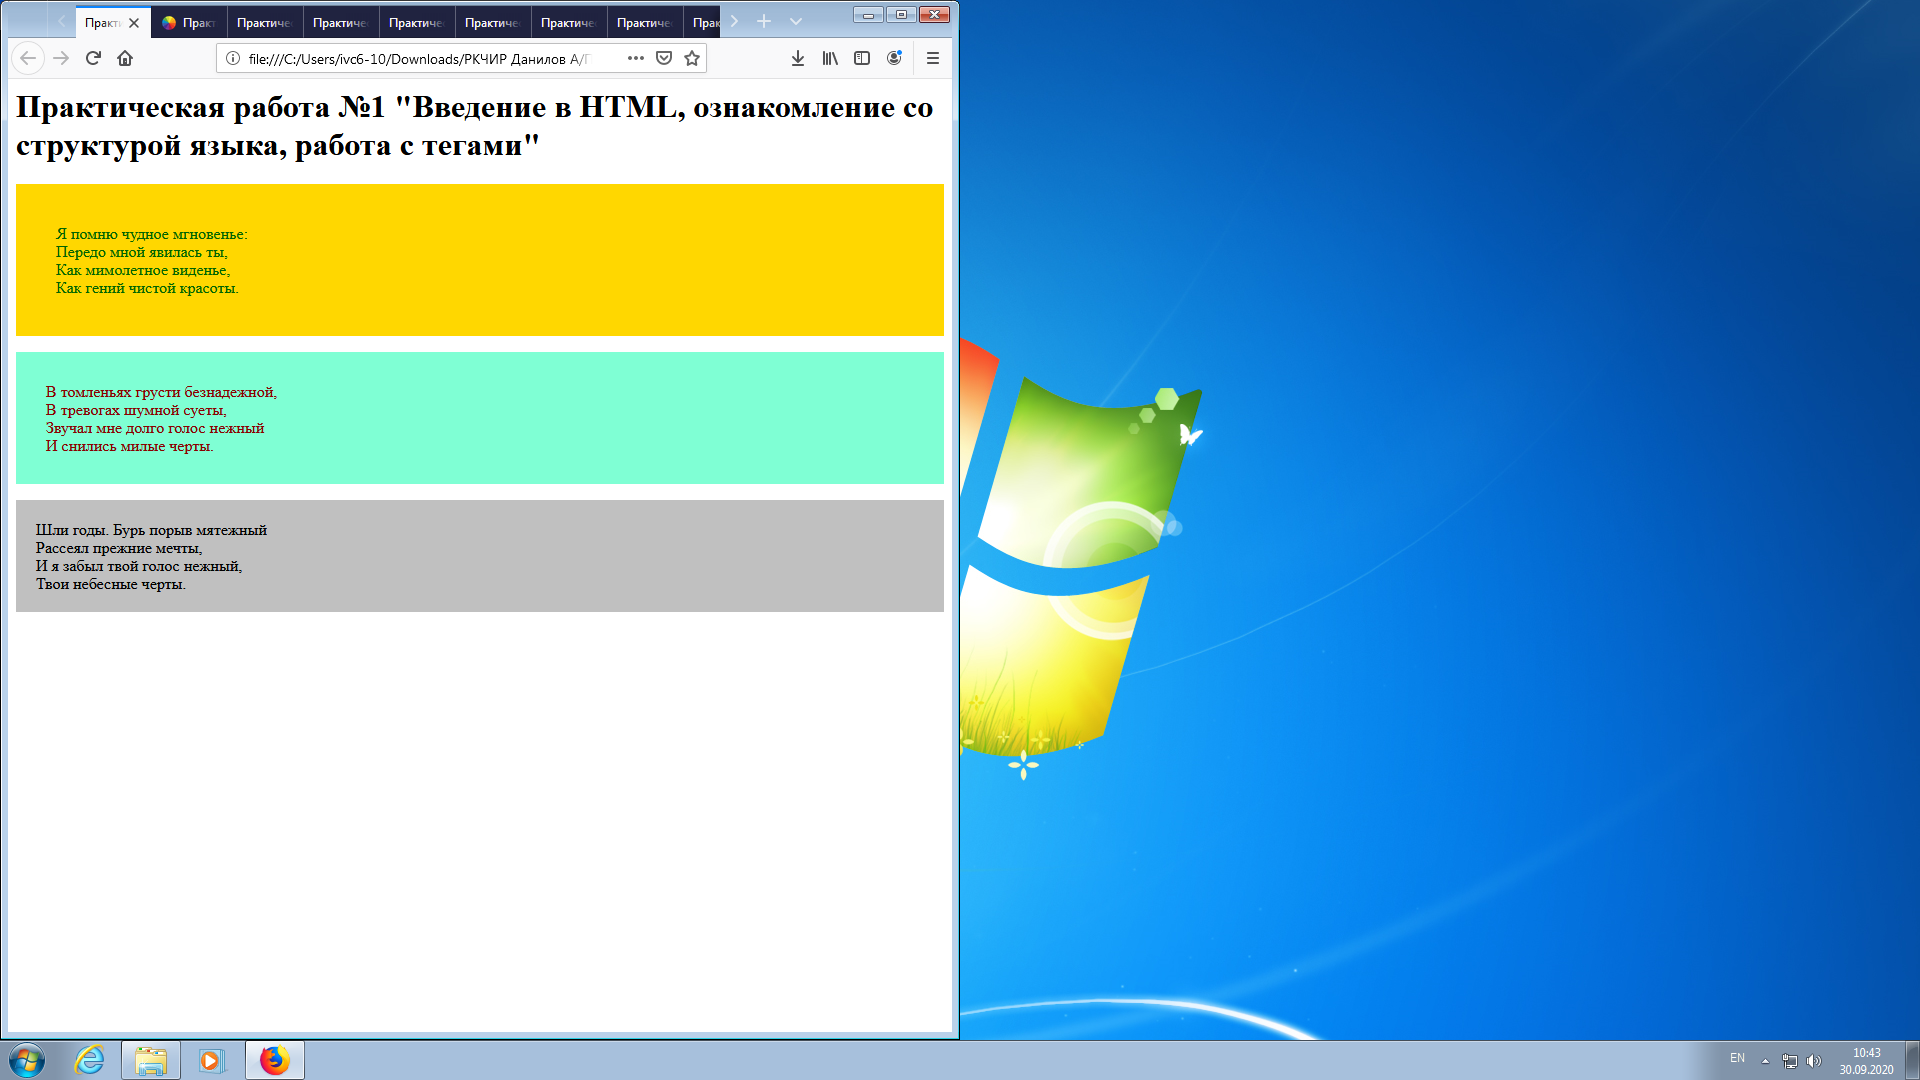 Практи
Практ
Практиче
Практиче
Практиче
Практиче
Практиче
Практиче
Прак
file:///C:/Users/ivc6-10/Downloads/РКЧИР Данилов А/П
Практическая работа №1 "Введение в HTML, ознакомление со
структурой языка, работа с тегами"
Я помню чудное мгновенье:
Передо мной явилась ты,
Как мимолетное виденье,
Как гений чистой красоты.
В томленьях грусти безнадежной,
В тревогах шумной суеты,
Звучал мне долго голос нежный
И снились милые черты.
Шли годы. Бурь порыв мятежный
Рассеял прежние мечты,
И я забыл твой голос нежный,
Твои небесные черты.
EN
10:43
30.09.2020